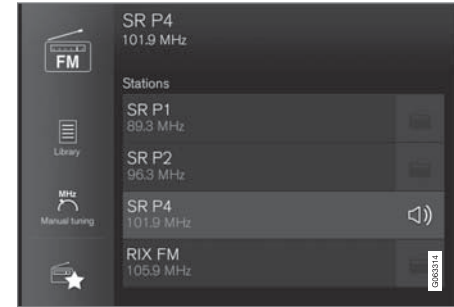 SR P4
101.9 MHz
FM
Stations
SR P1
89.3 MHz
Library
SR P2
96.3 MHz
MHz
Manual tuning
SR P4
101.9 MHz
RIX FM
105.9 MHz
G063314